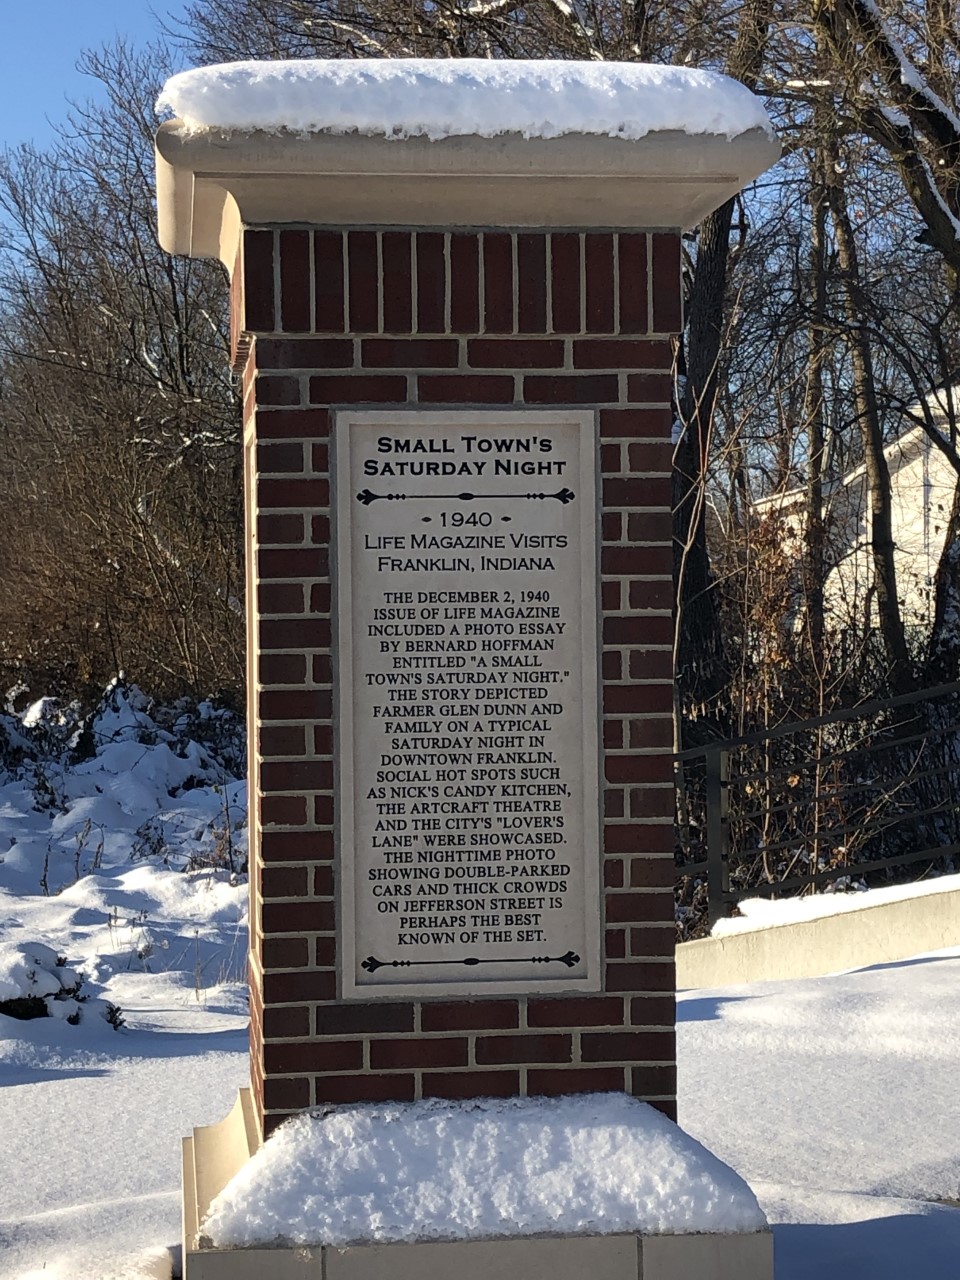 Small Town's
Saturday Night
1940
Life Magazine Visits
Franklin, Indiana
THE DECEMBER 2, 1940
ISSUE OF LIFE MAGAZINE
INCLUDED A PHOTO ESSAY
BY BERNARD HOFFMAN
ENTITLED "A SMALL
TOWN'S SATURDAY NIGHT."
THE STORY DEPICTED
FARMER GLEN DUNN AND
FAMILY ON A TYPICAL
SATURDAY NIGHT IN
DOWNTOWN FRANKLIN.
SOCIAL HOT SPOTS SUCH
AS NICK'S CANDY KITCHEN,
THE ARTCRAFT THEATRE
AND THE CITY'S "LOVER'S
LANE" WERE SHOWCASED.
THE NIGHTTIME PHOTO
SHOWING DOUBLE-PARKED
CARS AND THICK CROWDS
ON JEFFERSON STREET IS
PERHAPS THE BEST
KNOWN OF THE SET.